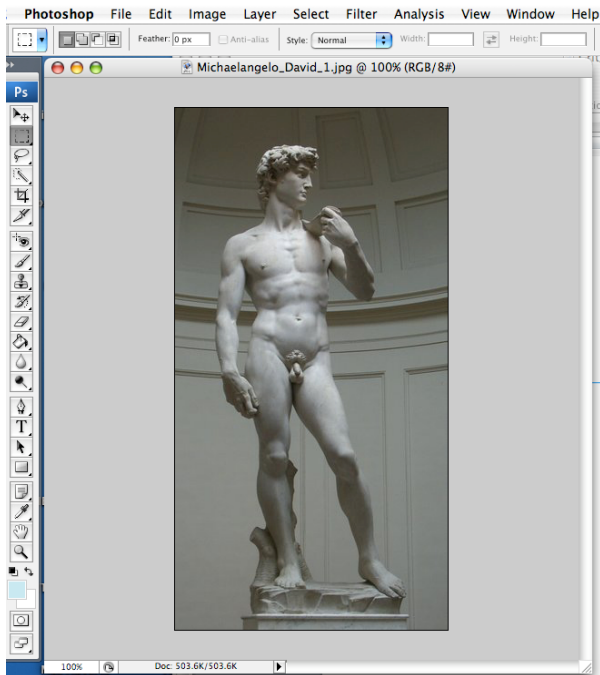 Photoshop File Edit Image Layer Select Filter Analysis View Window Help
Feather: 0 px Anti-alias Style: Normal Width: Height:
Michaelangelo_David_1.jpg @ 100% (RGB/8#)
Ps
T
100% Doc: 503.6K/503.6K